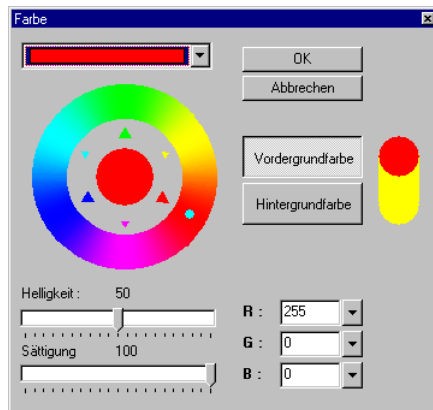 Farbe
OK
Abbrechen
Vordergrundfarbe
Hintergrundfarbe
Helligkeit : 50
Sättigung 100
R : 255
G : 0
B : 0